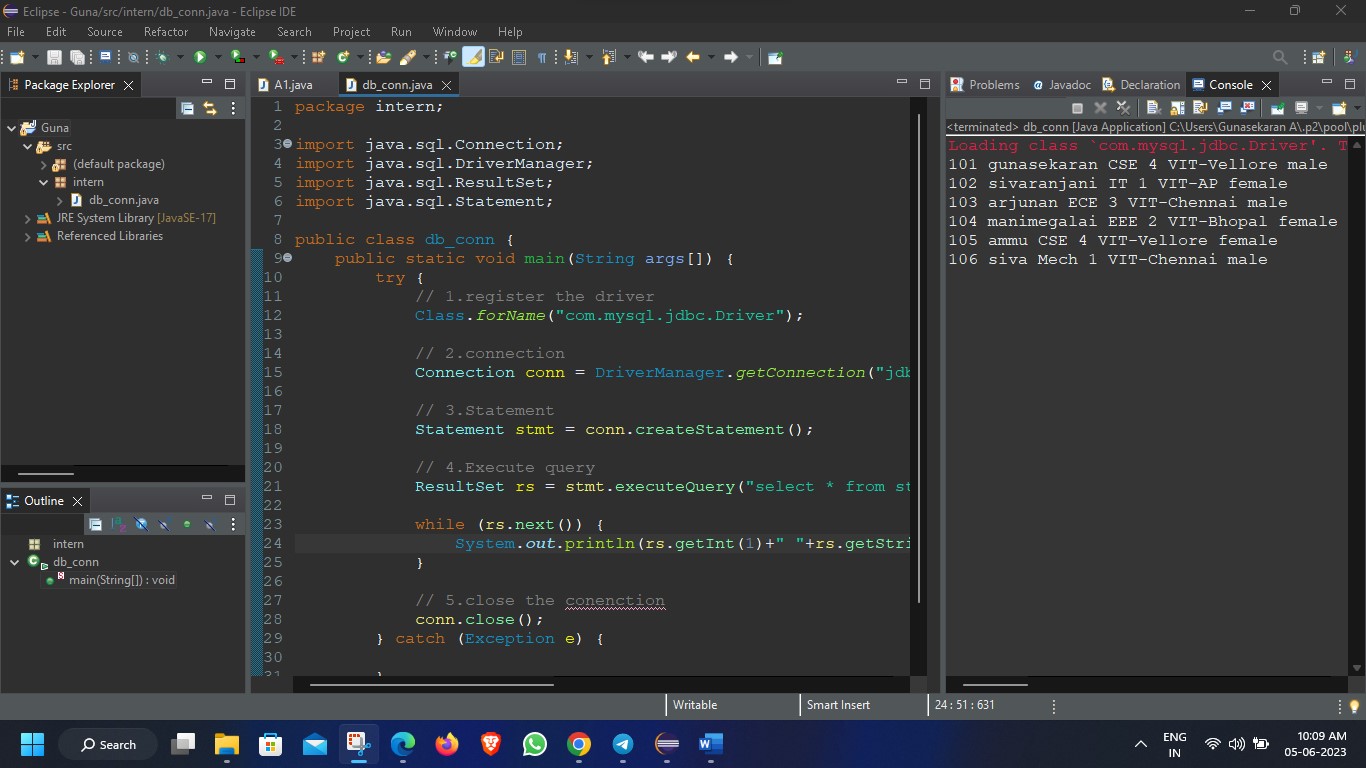 Eclipse - Guna/src/intern/db_conn.java - Eclipse IDE
File Edit Source Refactor Navigate Search Project Run Window Help
Package Explorer
Guna
src
(default package)
intern
db_conn.java
JRE System Library [JavaSE-17]
Referenced Libraries
Outline
intern
db_conn
main(String[]) : void
A1.java db_conn.java
1 package intern;
2
3 import java.sql.Connection;
4 import java.sql.DriverManager;
5 import java.sql.ResultSet;
6 import java.sql.Statement;
7
8 public class db_conn {
9 public static void main(String args[]) {
10 try {
11 // 1.register the driver
12 Class.forName("com.mysql.jdbc.Driver");
13
14 // 2.connection
15 Connection conn = DriverManager.getConnection("jdb
16
17 // 3.Statement
18 Statement stmt = conn.createStatement();
19
20 // 4.Execute query
21 ResultSet rs = stmt.executeQuery("select * from st
22
23 while (rs.next()) {
24 System.out.println(rs.getInt(1)+" "+rs.getStri
25 }
26
27 // 5.close the conenction
28 conn.close();
29 } catch (Exception e) {
30
31 }
Problems Javadoc Declaration Console
<terminated> db_conn [Java Application] C:\Users\Gunasekaran A\.p2\pool\plu
Loading class `com.mysql.jdbc.Driver'. T
101 gunasekaran CSE 4 VIT-Vellore male
102 sivaranjani IT 1 VIT-AP female
103 arjunan ECE 3 VIT-Chennai male
104 manimegalai EEE 2 VIT-Bhopal female
105 ammu CSE 4 VIT-Vellore female
106 siva Mech 1 VIT-Chennai male
Writable Smart Insert 24 : 51 : 631
Search
ENG
IN
10:09 AM
05-06-2023